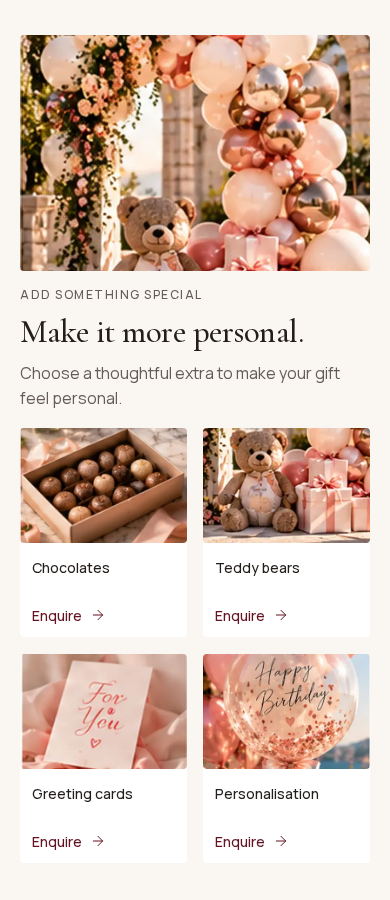 ADD SOMETHING SPECIAL
Make it more personal.
Choose a thoughtful extra to make your gift
feel personal.
Chocolates
Enquire →
Teddy bears
Enquire →
For
You
Greeting cards
Enquire →
Happy
Birthday
Personalisation
Enquire →